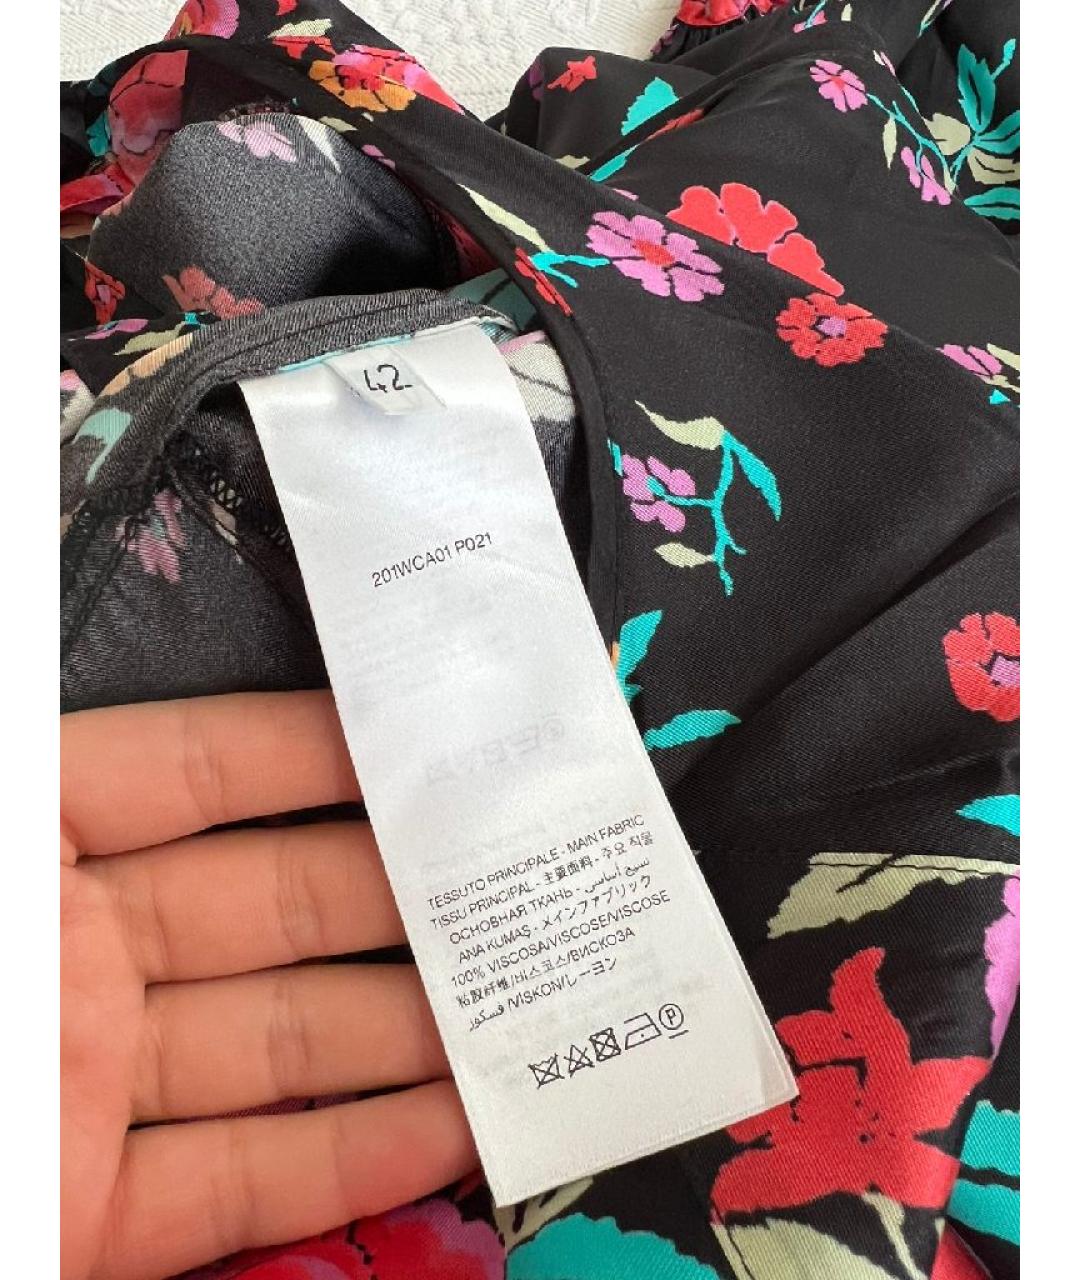 42
201WCA01 P021
TESSUTO PRINCIPALE - MAIN FABRIC
TISSU PRINCIPAL - 主要面料 - 주요 직물
ОСНОВНАЯ ТКАНЬ - نسيج أساسي
ANA KUMAŞ - メインファブリック
100% VISCOSA/VISCOSE/VISCOSE
粘胶纤维/비스코스/ВИСКОЗА
فسكوز /VISKON/レーヨン
P